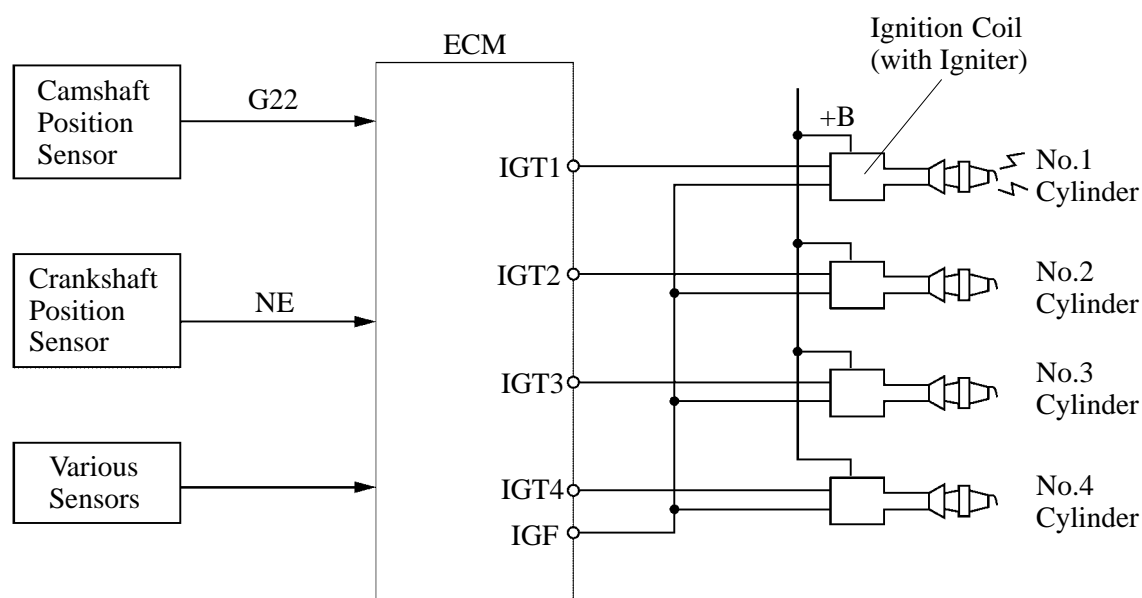 Ignition Coil
(with Igniter)
ECM
Camshaft
Position
Sensor
G22
+B
IGT1
No.1
Cylinder
Crankshaft
Position
Sensor
NE
IGT2
No.2
Cylinder
IGT3
No.3
Cylinder
Various
Sensors
IGT4
No.4
Cylinder
IGF